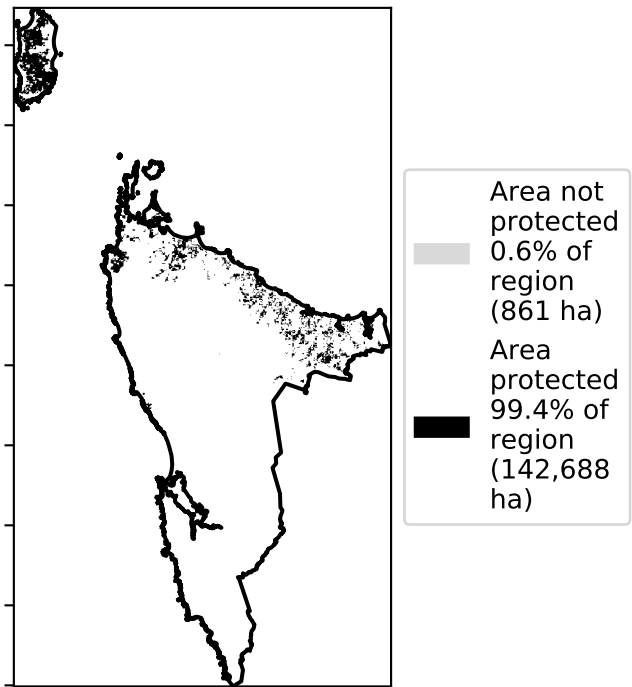 Area not
protected
0.6% of
region
(861 ha)
Area
protected
99.4% of
region
(142,688
ha)